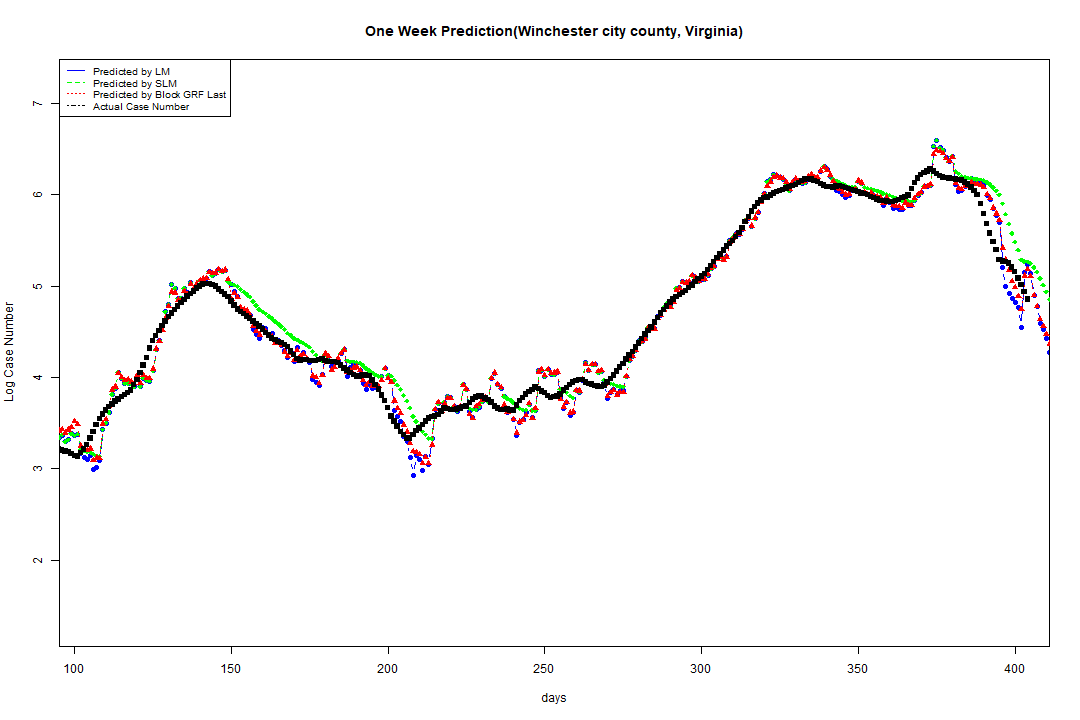 One Week Prediction(Winchester city county, Virginia)
Predicted by LM
Predicted by SLM
Predicted by Block GRF Last
Actual Case Number
Log Case Number
7
6
5
4
3
2
100 150 200 250 300 350 400
days